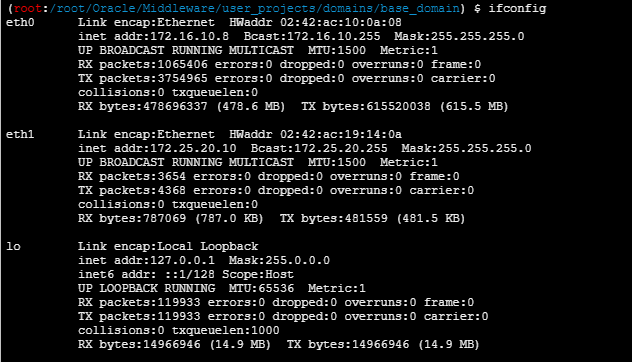 (root:/root/Oracle/Middleware/user_projects/domains/base_domain) $ ifconfig
eth0      Link encap:Ethernet  HWaddr 02:42:ac:10:0a:08
          inet addr:172.16.10.8  Bcast:172.16.10.255  Mask:255.255.255.0
          UP BROADCAST RUNNING MULTICAST  MTU:1500  Metric:1
          RX packets:1065406 errors:0 dropped:0 overruns:0 frame:0
          TX packets:3754965 errors:0 dropped:0 overruns:0 carrier:0
          collisions:0 txqueuelen:0
          RX bytes:478696337 (478.6 MB)  TX bytes:615520038 (615.5 MB)
eth1      Link encap:Ethernet  HWaddr 02:42:ac:19:14:0a
          inet addr:172.25.20.10  Bcast:172.25.20.255  Mask:255.255.255.0
          UP BROADCAST RUNNING MULTICAST  MTU:1500  Metric:1
          RX packets:3654 errors:0 dropped:0 overruns:0 frame:0
          TX packets:4368 errors:0 dropped:0 overruns:0 carrier:0
          collisions:0 txqueuelen:0
          RX bytes:787069 (787.0 KB)  TX bytes:481559 (481.5 KB)
lo        Link encap:Local Loopback
          inet addr:127.0.0.1  Mask:255.0.0.0
          inet6 addr: ::1/128 Scope:Host
          UP LOOPBACK RUNNING  MTU:65536  Metric:1
          RX packets:119933 errors:0 dropped:0 overruns:0 frame:0
          TX packets:119933 errors:0 dropped:0 overruns:0 carrier:0
          collisions:0 txqueuelen:1000
          RX bytes:14966946 (14.9 MB)  TX bytes:14966946 (14.9 MB)